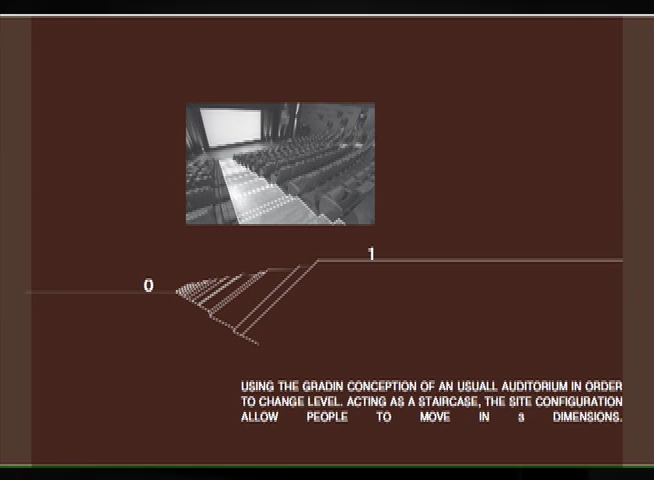 1
0
USING THE GRADIN CONCEPTION OF AN USUALL AUDITORIUM IN ORDER
TO CHANGE LEVEL. ACTING AS A STAIRCASE, THE SITE CONFIGURATION
ALLOW PEOPLE TO MOVE IN 3 DIMENSIONS.